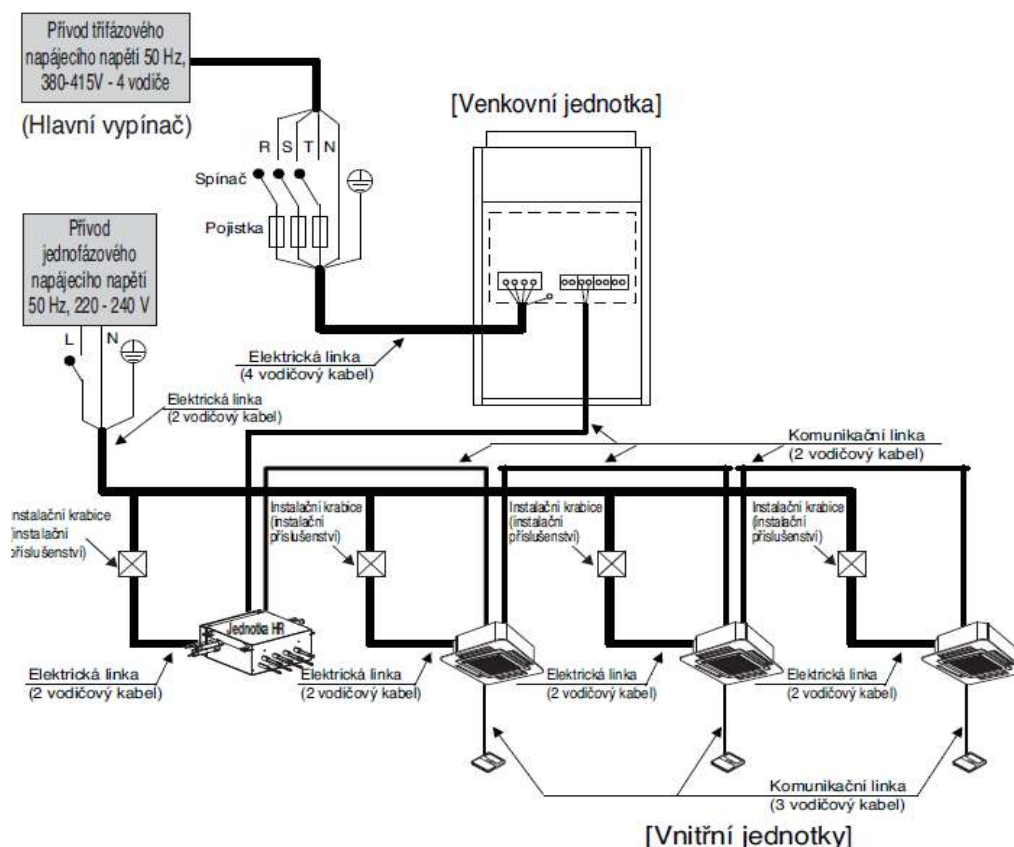 Přívod třífázového
napájecího napětí 50 Hz,
380-415V - 4 vodiče
(Hlavní vypínač)
[Venkovní jednotka]
R S T N
Spínač
Pojistka
Přívod
jednofázového
napájecího napětí
50 Hz, 220 - 240 V
L N
Elektrická linka
(4 vodičový kabel)
Elektrická linka
(2 vodičový kabel)
Komunikační linka
(2 vodičový kabel)
nstalační krabice
(instalační
příslušenství)
Instalační krabice
(instalační
příslušenství)
Instalační krabice
(instalační
příslušenství)
Instalační krabice
(instalační
příslušenství)
Jednotka HR
Elektrická linka
(2 vodičový kabel)
Elektrická linka
(2 vodičový kabel)
Elektrická linka
(2 vodičový kabel)
Elektrická linka
(2 vodičový kabel)
Komunikační linka
(3 vodičový kabel)
[Vnitřní jednotky]